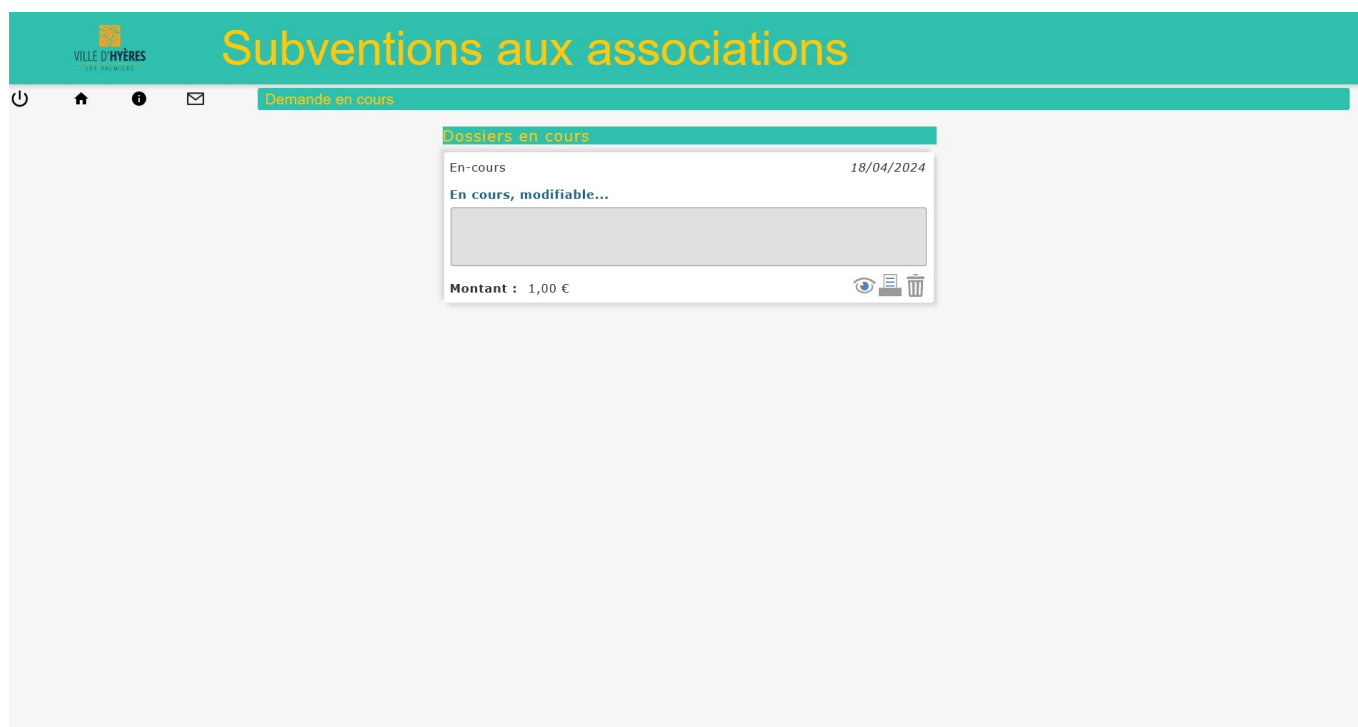 VILLE D'HYÈRES
LES PALMIERS
Subventions aux associations
Demande en cours
Dossiers en cours
En-cours 18/04/2024
En cours, modifiable...
Montant : 1,00 €